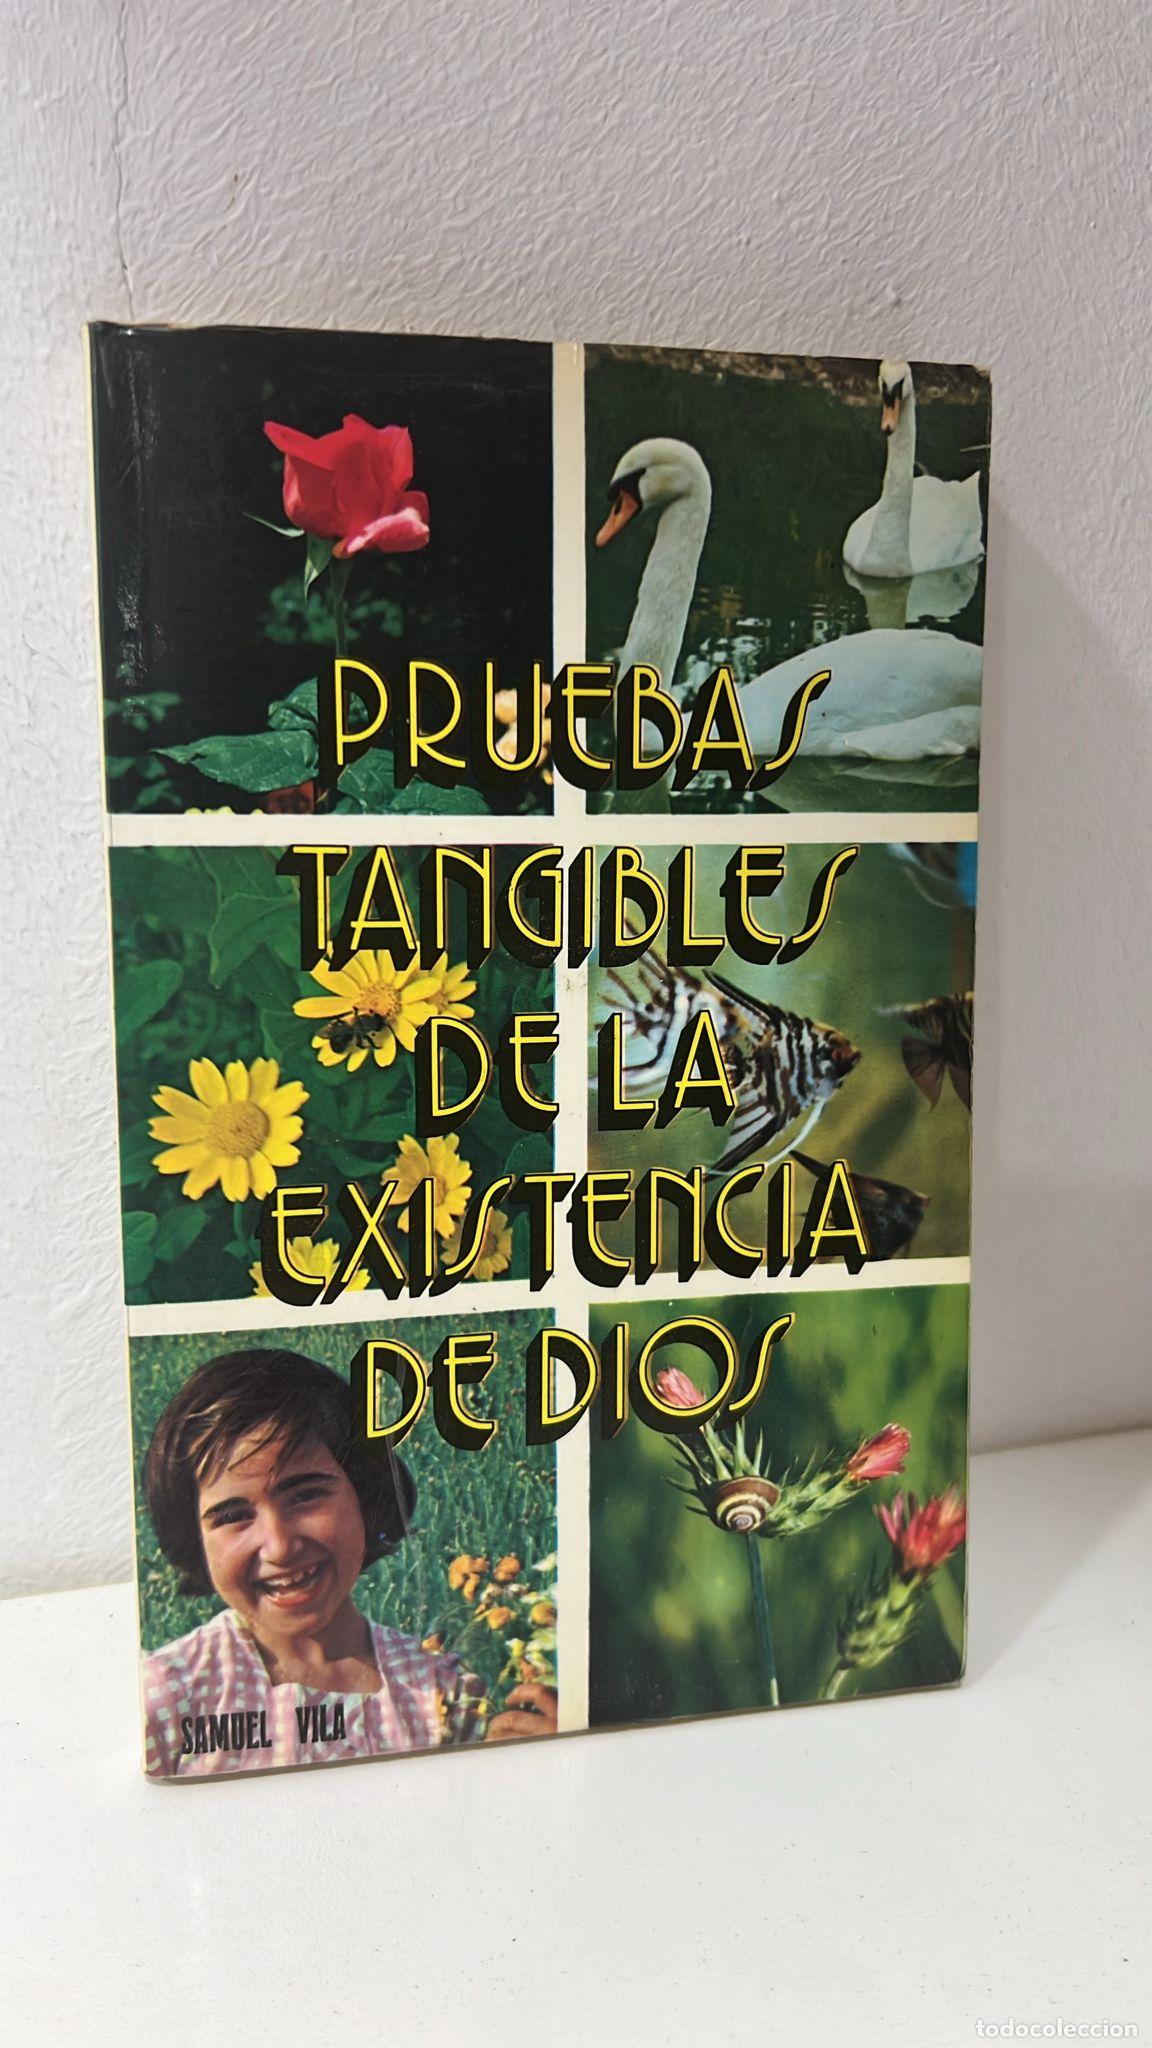 PRUEBAS
TANGIBLES
DE LA
EXISTENCIA
DE DIOS
SAMUEL VILA
todocoleccion